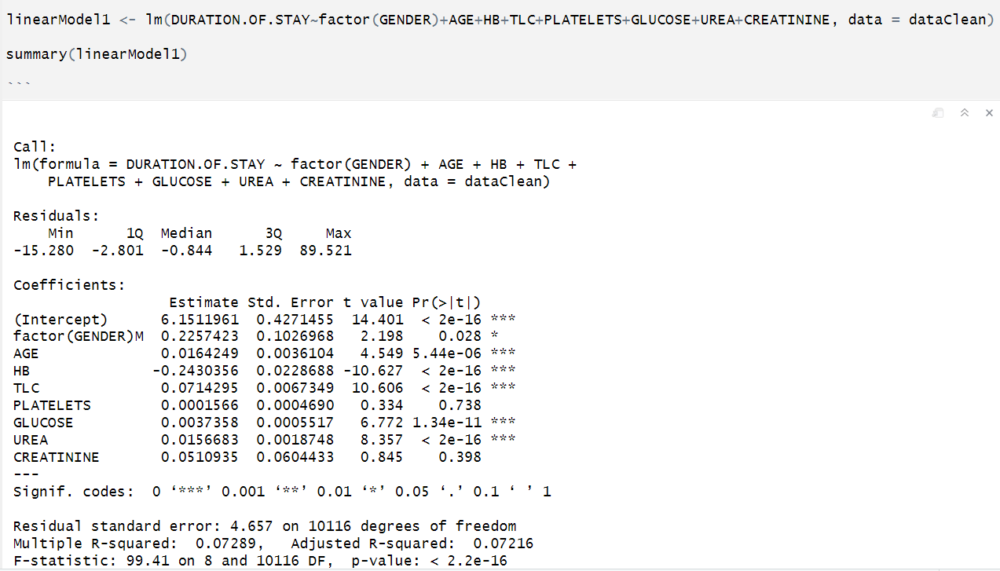 linearModel1 <- lm(DURATION.OF.STAY~factor(GENDER)+AGE+HB+TLC+PLATELETS+GLUCOSE+UREA+CREATININE, data = dataClean)
summary(linearModel1)
```
Call:
lm(formula = DURATION.OF.STAY ~ factor(GENDER) + AGE + HB + TLC +
    PLATELETS + GLUCOSE + UREA + CREATININE, data = dataClean)
Residuals:
    Min      1Q  Median      3Q     Max
-15.280  -2.801  -0.844   1.529  89.521
Coefficients:
                  Estimate Std. Error t value Pr(>|t|)
(Intercept)      6.1511961  0.4271455  14.401  < 2e-16 ***
factor(GENDER)M  0.2257423  0.1026968   2.198    0.028 *
AGE              0.0164249  0.0036104   4.549 5.44e-06 ***
HB              -0.2430356  0.0228688 -10.627  < 2e-16 ***
TLC              0.0714295  0.0067349  10.606  < 2e-16 ***
PLATELETS        0.0001566  0.0004690   0.334    0.738
GLUCOSE          0.0037358  0.0005517   6.772 1.34e-11 ***
UREA             0.0156683  0.0018748   8.357  < 2e-16 ***
CREATININE       0.0510935  0.0604433   0.845    0.398
---
Signif. codes:  0 ‘***’ 0.001 ‘**’ 0.01 ‘*’ 0.05 ‘.’ 0.1 ‘ ’ 1
Residual standard error: 4.657 on 10116 degrees of freedom
Multiple R-squared:  0.07289,   Adjusted R-squared:  0.07216
F-statistic: 99.41 on 8 and 10116 DF,  p-value: < 2.2e-16